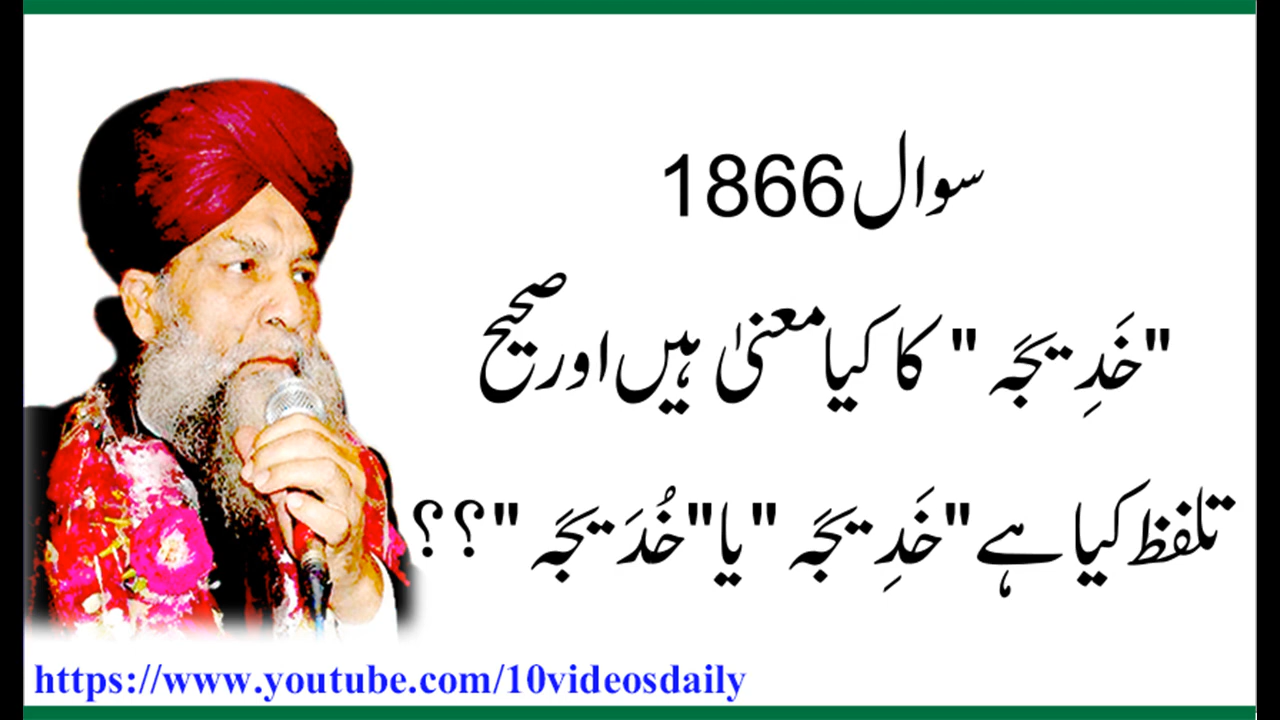 سوال 1866
"خَدِیجَہ" کا کیا معنیٰ ہیں اور صحیح
تلفظ کیا ہے "خَدِیجَہ" یا "خُدَیجَہ"؟؟
https://www.youtube.com/10videosdaily